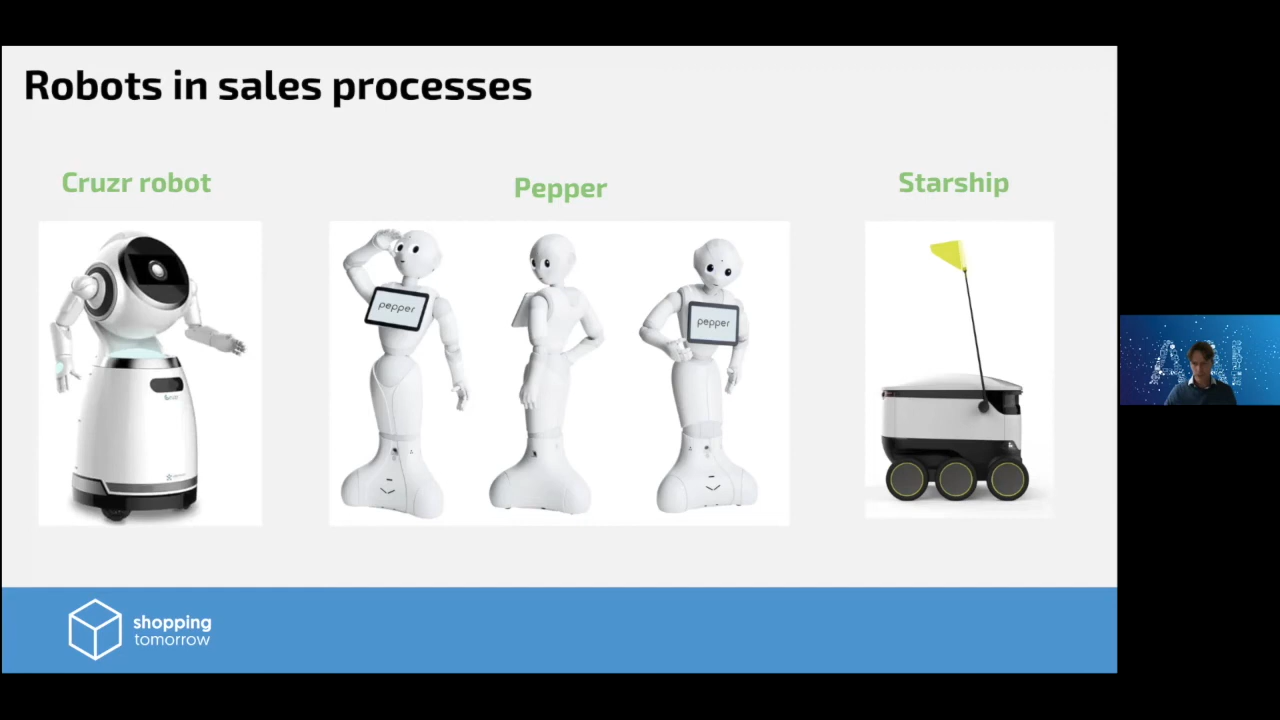 Robots in sales processes
Cruzr robot
Pepper
Starship
pepper
pepper
shopping
tomorrow